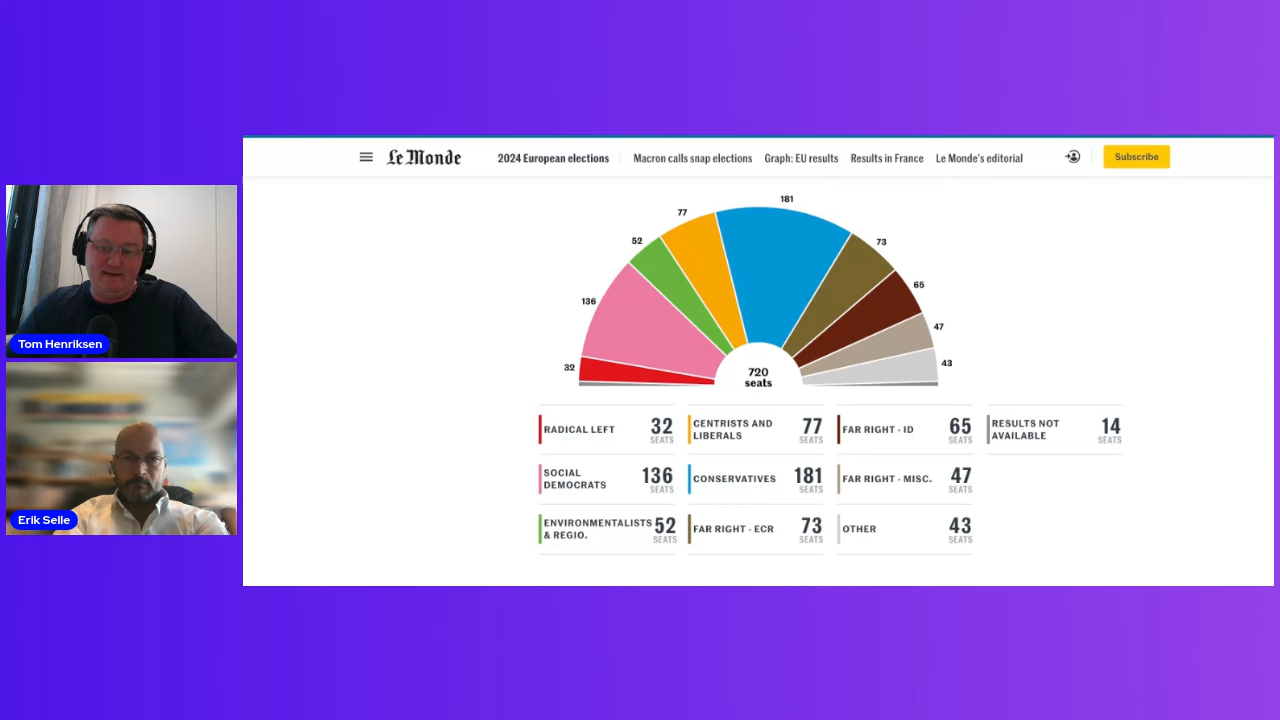 Le Monde
2024 European elections
Macron calls snap elections
Graph: EU results
Results in France
Le Monde's editorial
Subscribe
181
77
73
52
65
136
47
32
43
720
seats
RADICAL LEFT
32
SEATS
CENTRISTS AND
LIBERALS
77
SEATS
FAR RIGHT - ID
65
SEATS
RESULTS NOT
AVAILABLE
14
SEATS
SOCIAL
DEMOCRATS
136
SEATS
CONSERVATIVES
181
SEATS
FAR RIGHT - MISC.
47
SEATS
ENVIRONMENTALISTS
& REGIO.
52
SEATS
FAR RIGHT - ECR
73
SEATS
OTHER
43
SEATS
Tom Henriksen
Erik Selle